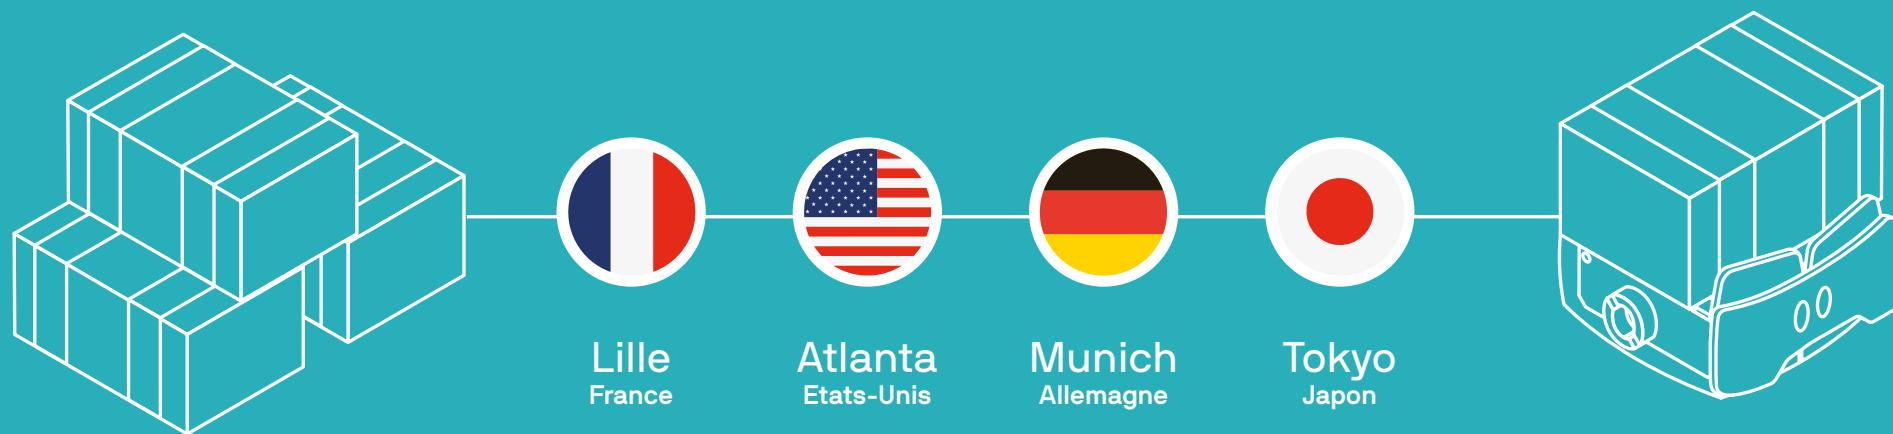 Lille
France
Atlanta
Etats-Unis
Munich
Allemagne
Tokyo
Japon